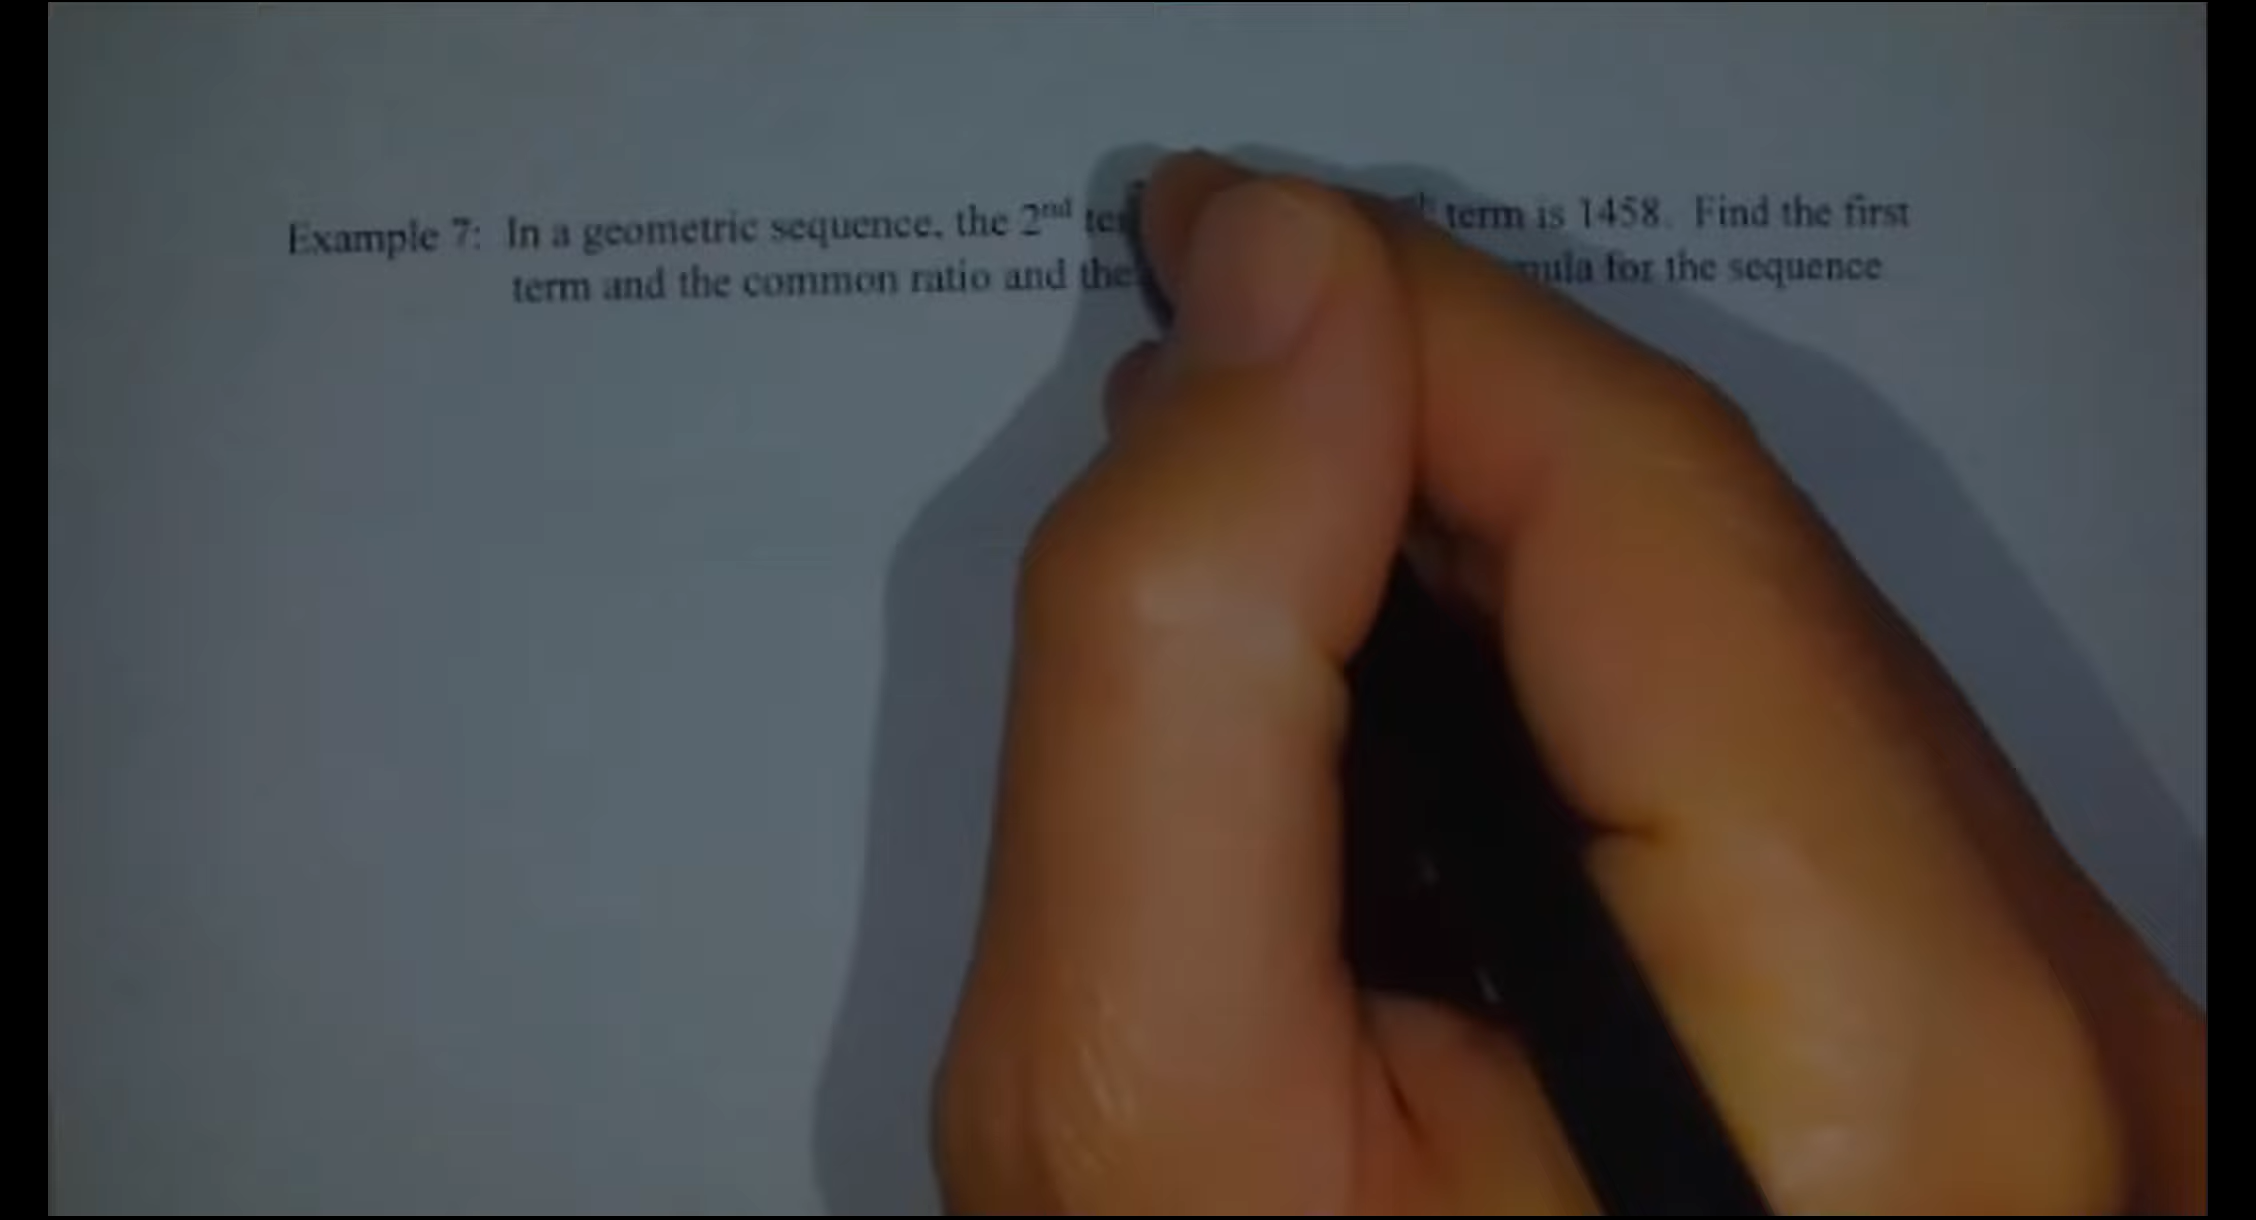 Example 7: In a geometric sequence, the 2nd term is 1458. Find the first
term and the common ratio and the for the sequence